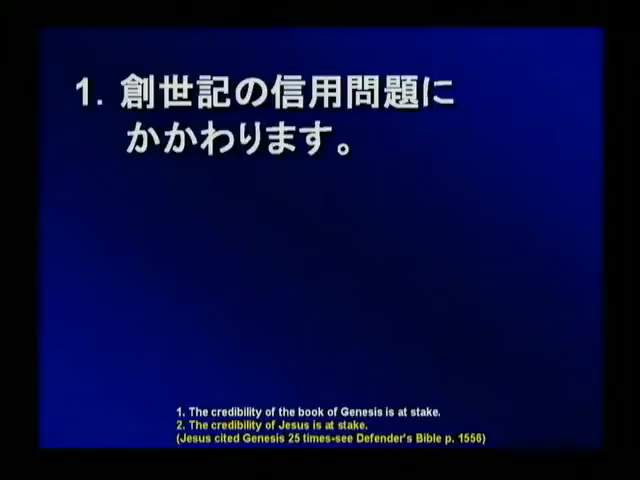 1. 創世記の信用問題に
かかわります。
1. The credibility of the book of Genesis is at stake.
2. The credibility of Jesus is at stake.
(Jesus cited Genesis 25 times-see Defender's Bible p. 1556)